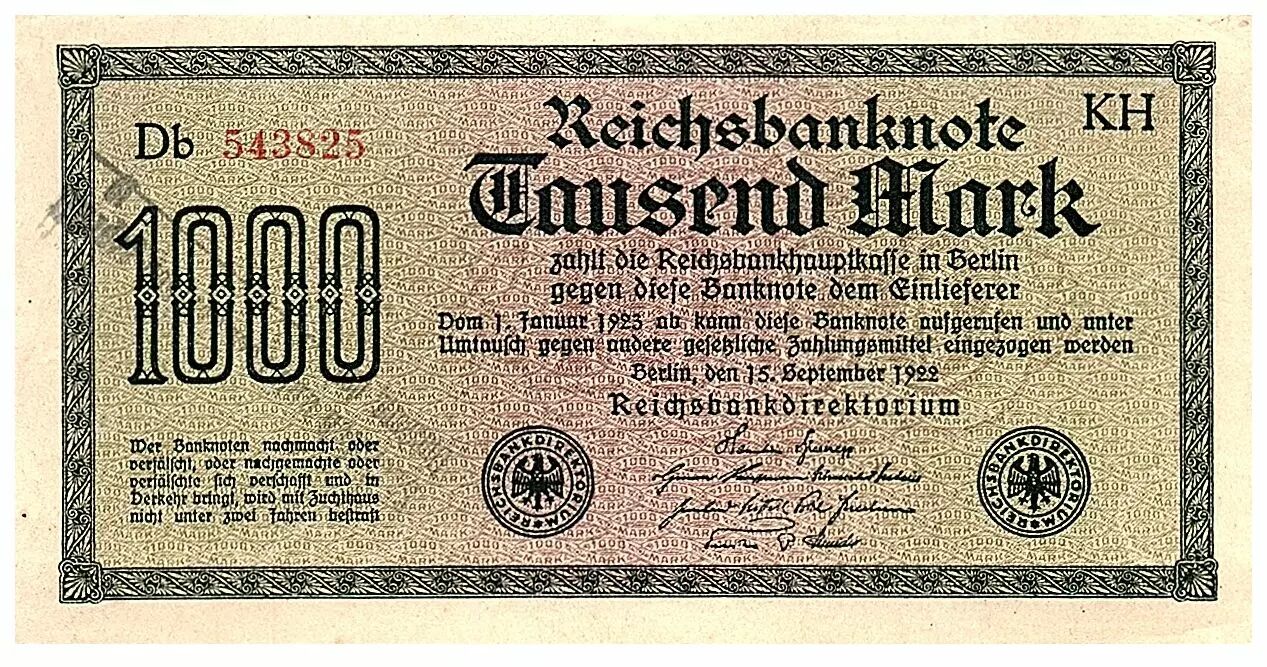 Db 543825
KH
Reichsbanknote
Tausend Mark
1000
zahlt die Reichsbankhauptkasse in Berlin
gegen diese Banknote dem Einlieferer
Vom 1. Januar 1923 ab kann diese Banknote aufgerufen und unter
Umtausch gegen andere gesetzliche Zahlungsmittel eingezogen werden
Berlin, den 15. September 1922
Reichsbankdirektorium
Wer Banknoten nachmacht oder
verfälscht, oder nachgemachte oder
verfälschte sich verschafft und in
Verkehr bringt, wird mit Zuchthaus
nicht unter zwei Jahren bestraft
REICHSBANKDIREKTORIUM
REICHSBANKDIREKTORIUM